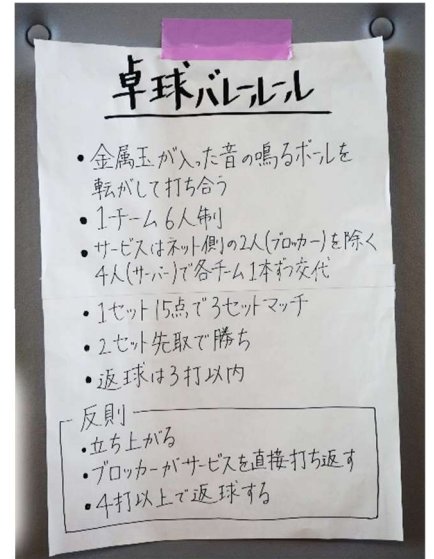 卓球バレールール
・金属玉が入った音の鳴るボールを
転がして打ち合う
・1チーム6人制
・サービスはネット側の2人(ブロッカー)を除く
4人(サーバー)で各チーム1本ずつ交代
・1セット15点で3セットマッチ
・2セット先取で勝ち
・返球は3打以内
反則
・立ち上がる
・ブロッカーがサービスを直接打ち返す
・4打以上で返球する